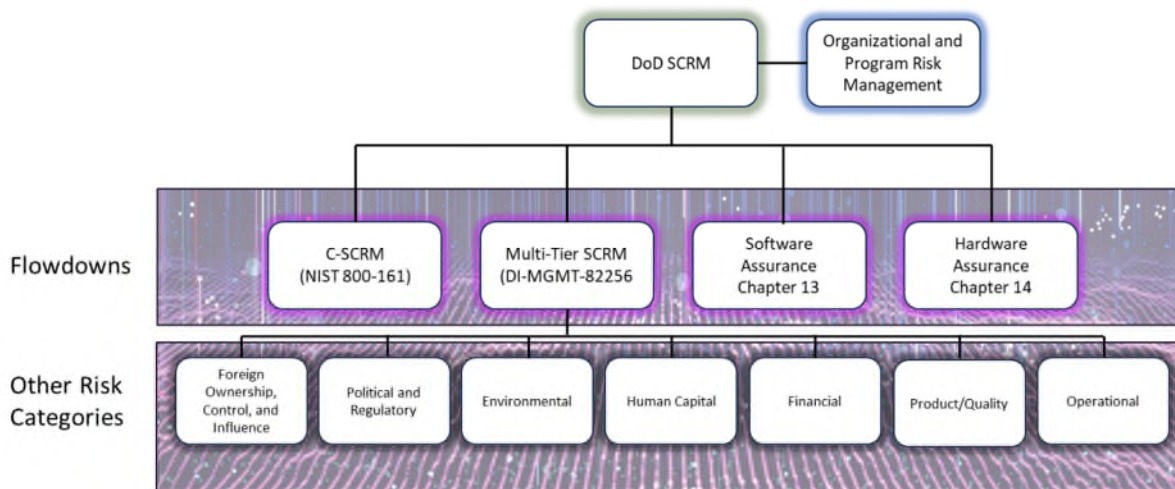 DoD SCRM
Organizational and
Program Risk
Management
Flowdowns
C-SCRM
(NIST 800-161)
Multi-Tier SCRM
(DI-MGMT-82256
Software
Assurance
Chapter 13
Hardware
Assurance
Chapter 14
Other Risk
Categories
Foreign
Ownership,
Control, and
Influence
Political and
Regulatory
Environmental
Human Capital
Financial
Product/Quality
Operational